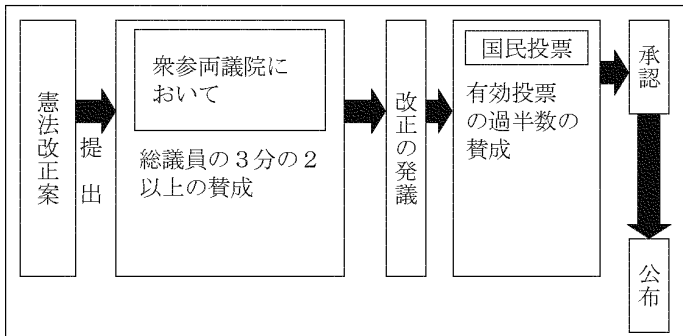 憲法改正案
提出
衆参両議院に
おいて
総議員の３分の２
以上の賛成
改正の発議
国民投票
有効投票
の過半数の
賛成
承認
公布